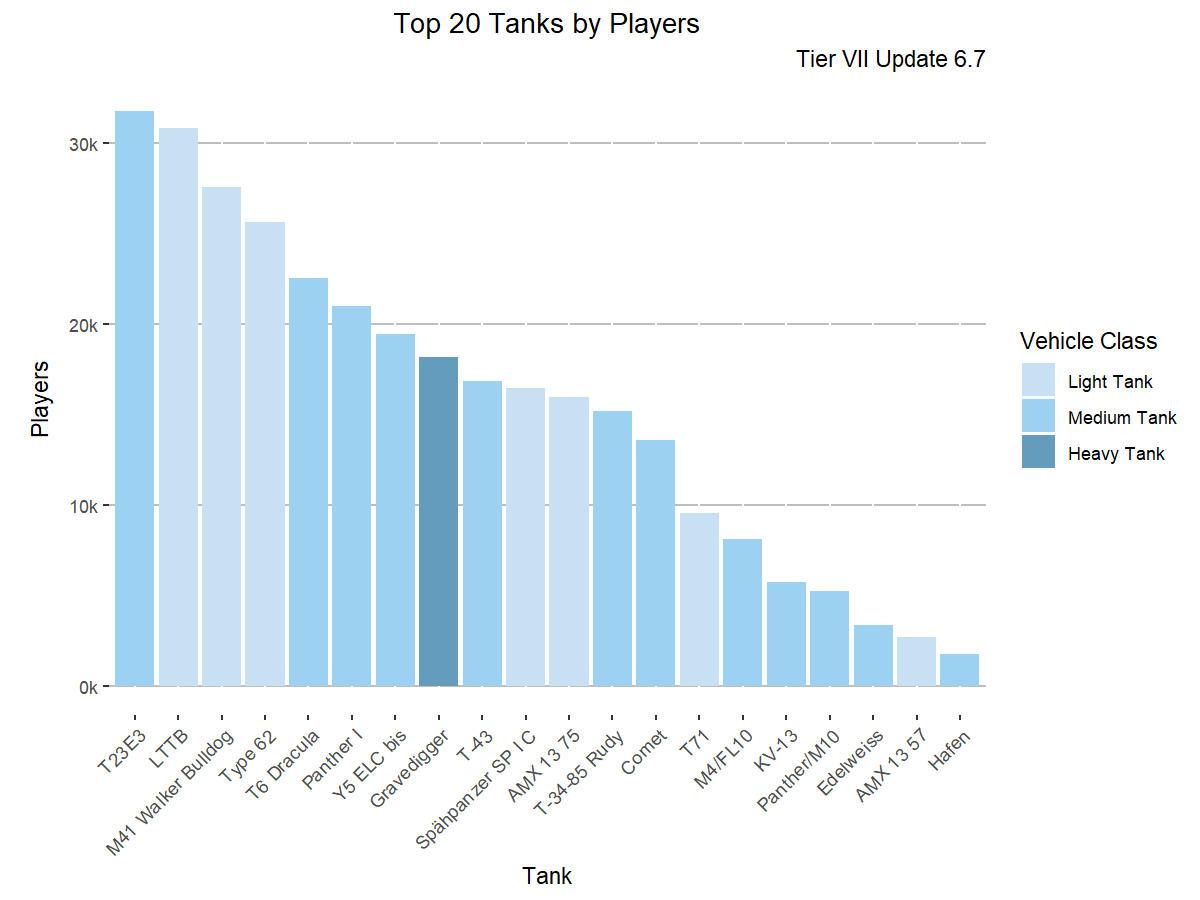 Top 20 Tanks by Players
Tier VII Update 6.7
Players
30k
20k
10k
0k
T23E3
LTTB
M41 Walker Bulldog
Type 62
T6 Dracula
Panther I
Y5 ELC bis
Gravedigger
T-43
Spähpanzer SP I C
AMX 13 75
T-34-85 Rudy
Comet
T71
M4/FL10
KV-13
Panther/M10
Edelweiss
AMX 13 57
Hafen
Tank
Vehicle Class
Light Tank
Medium Tank
Heavy Tank